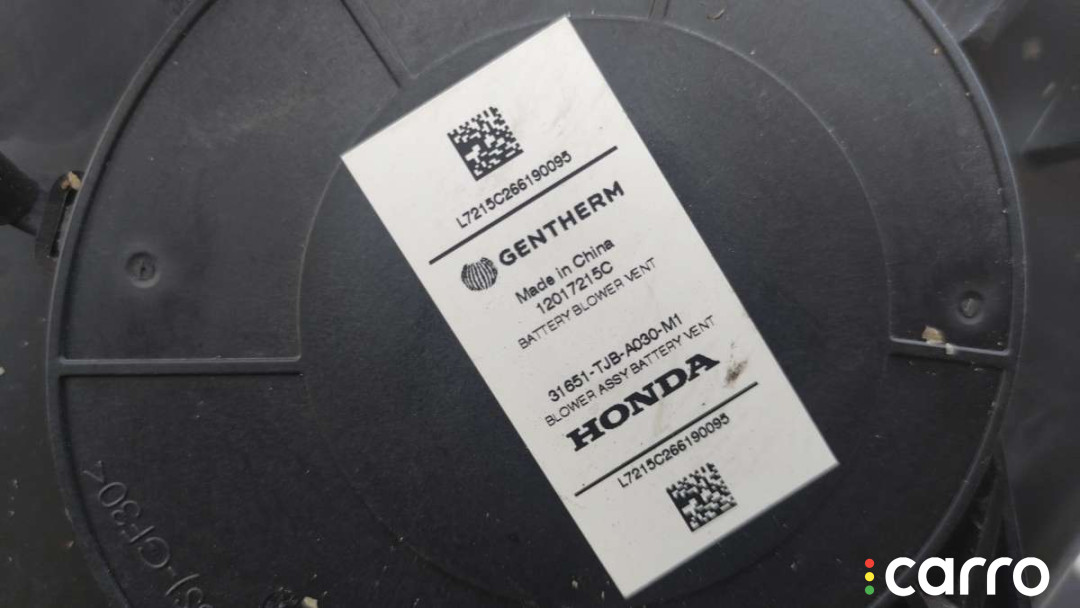 L7215C266190095
GENTHERM
Made in China
12017215C
BATTERY BLOWER VENT
31651-TJB-A030-M1
BLOWER ASSY BATTERY VENT
HONDA
L7215C266190095
-GF30<
carro